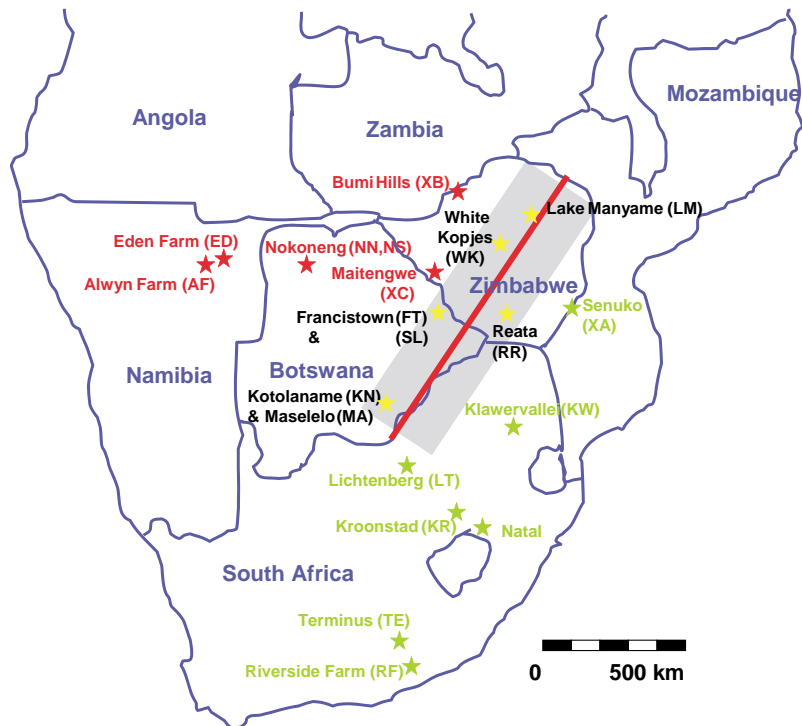 Angola
Zambia
Mozambique
Bumi Hills (XB)
White
Kopjes
(WK)
Lake Manyame (LM)
Eden Farm (ED)
Alwyn Farm (AF)
Nokoneng (NN,NS)
Maitengwe
(XC)
Zimbabwe
Francistown (FT)
& (SL)
Reata
(RR)
Senuko
(XA)
Namibia
Botswana
Kotolaname (KN)
& Maselelo (MA)
Klawervallei (KW)
Lichtenberg (LT)
Kroonstad (KR)
Natal
South Africa
Terminus (TE)
Riverside Farm (RF)
0 500 km